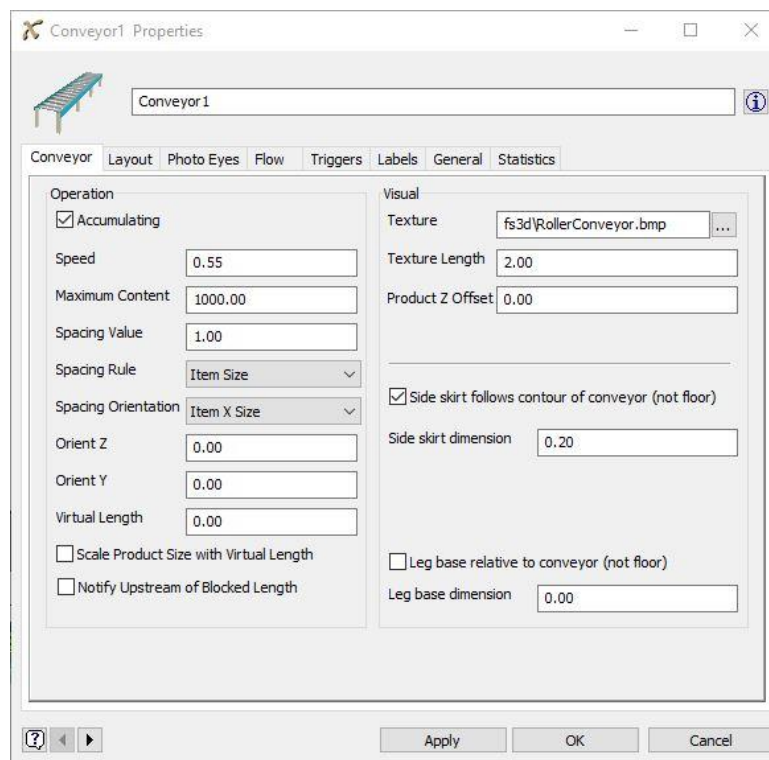 Conveyor1 Properties
Conveyor1
Conveyor Layout Photo Eyes Flow Triggers Labels General Statistics
Operation
Accumulating
Speed 0.55
Maximum Content 1000.00
Spacing Value 1.00
Spacing Rule Item Size
Spacing Orientation Item X Size
Orient Z 0.00
Orient Y 0.00
Virtual Length 0.00
Scale Product Size with Virtual Length
Notify Upstream of Blocked Length
Visual
Texture fs3d\RollerConveyor.bmp ...
Texture Length 2.00
Product Z Offset 0.00
Side skirt follows contour of conveyor (not floor)
Side skirt dimension 0.20
Leg base relative to conveyor (not floor)
Leg base dimension 0.00
Apply OK Cancel